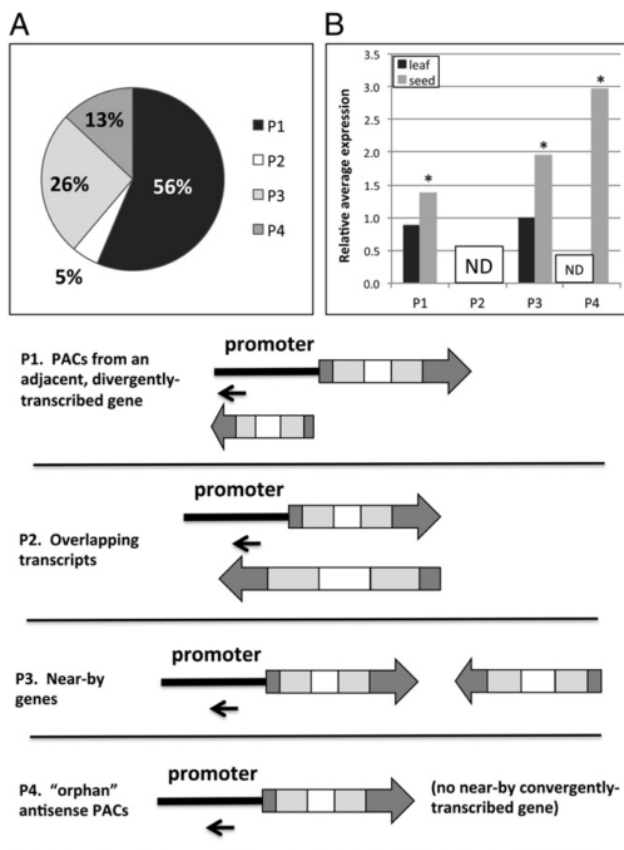 A
56%
5%
26%
13%
P1
P2
P3
P4
B
Relative average expression
3.5
3.0
2.5
2.0
1.5
1.0
0.5
0.0
leaf
seed
*
ND
*
ND
*
P1
P2
P3
P4
P1. PACs from an
adjacent, divergently-
transcribed gene
promoter
P2. Overlapping
transcripts
promoter
P3. Near-by
genes
promoter
P4. "orphan"
antisense PACs
promoter
(no near-by convergently-
transcribed gene)